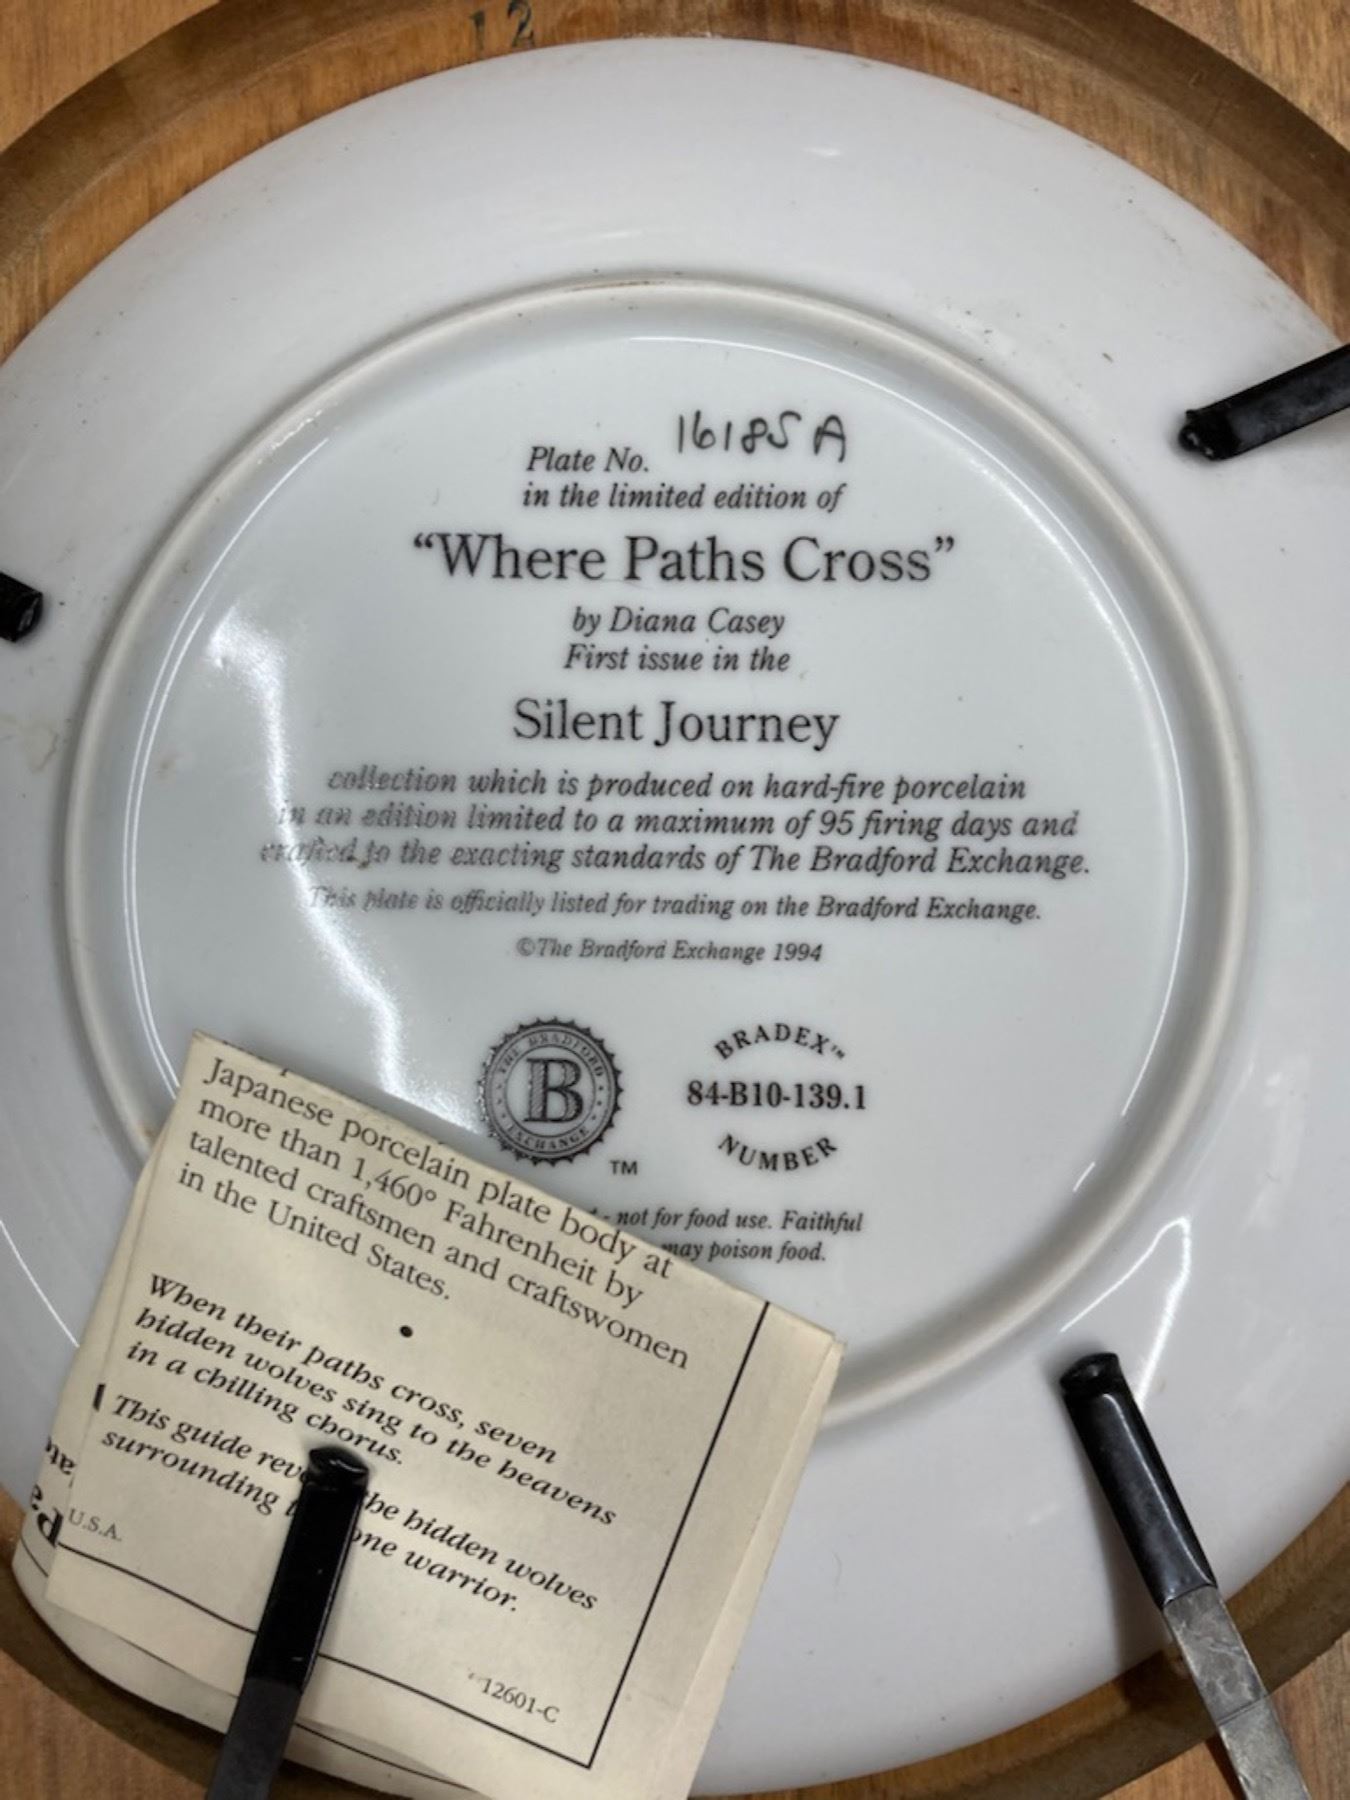 12
16185A
Plate No.
in the limited edition of
“Where Paths Cross”
by Diana Casey
First issue in the
Silent Journey
collection which is produced on hard-fire porcelain
in an edition limited to a maximum of 95 firing days and
crafted to the exacting standards of The Bradford Exchange.
This plate is officially listed for trading on the Bradford Exchange.
©The Bradford Exchange 1994
THE BRADFORD
B
EXCHANGE
TM
BRADEX™
84-B10-139.1
NUMBER
- not for food use. Faithful
may poison food.
Japanese porcelain plate body at
more than 1,460° Fahrenheit by
talented craftsmen and craftswomen
in the United States.
•
When their paths cross, seven
hidden wolves sing to the heavens
in a chilling chorus.
This guide the hidden wolves
surrounding one warrior.
U.S.A.
12601-C